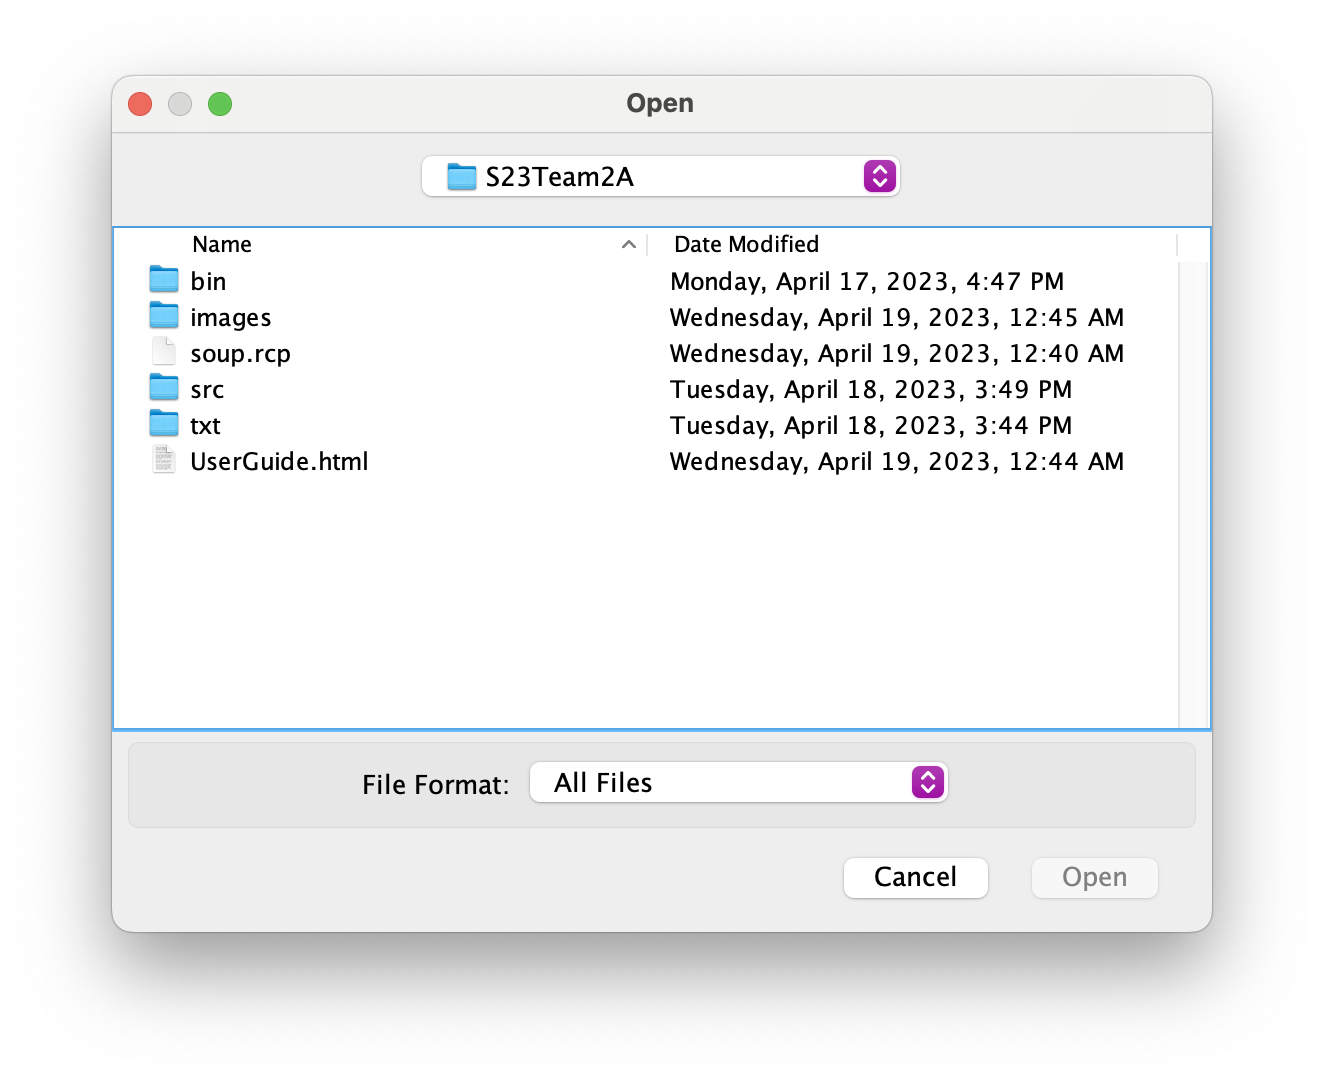 Open
S23Team2A
Name Date Modified
bin Monday, April 17, 2023, 4:47 PM
images Wednesday, April 19, 2023, 12:45 AM
soup.rcp Wednesday, April 19, 2023, 12:40 AM
src Tuesday, April 18, 2023, 3:49 PM
txt Tuesday, April 18, 2023, 3:44 PM
UserGuide.html Wednesday, April 19, 2023, 12:44 AM
File Format: All Files
Cancel Open